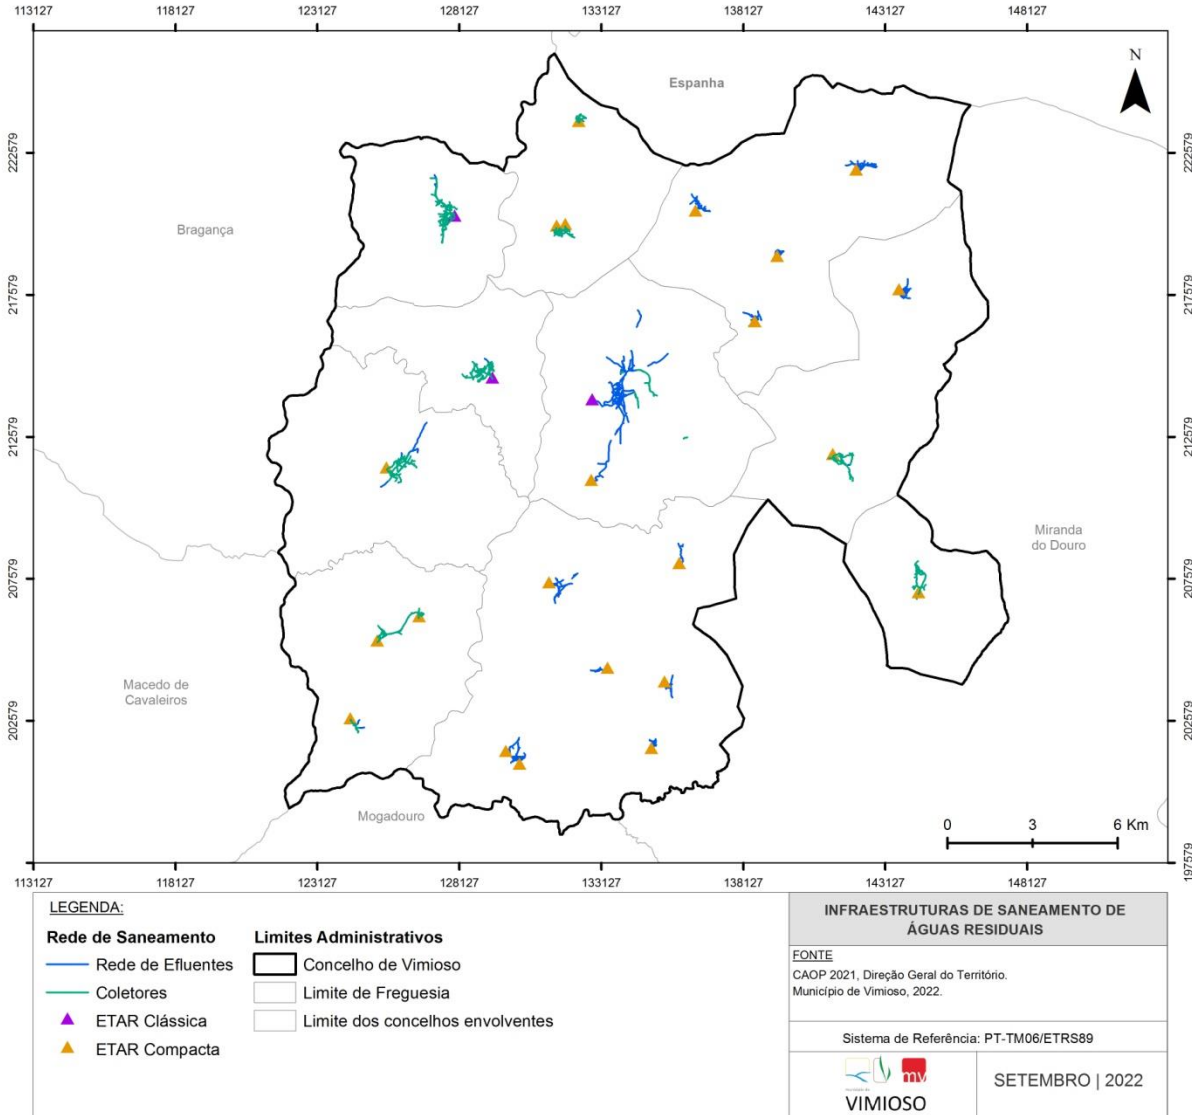 113127 118127 123127 128127 133127 138127 143127 148127
N
Espanha
222579 222579
Bragança
217579 217579
212579 212579
Miranda
do Douro
207579 207579
Macedo de
Cavaleiros
202579 202579
Mogadouro
0 3 6 Km
197579
113127 118127 123127 128127 133127 138127 143127 148127
LEGENDA:
Rede de Saneamento
Rede de Efluentes
Coletores
ETAR Clássica
ETAR Compacta
Limites Administrativos
Concelho de Vimioso
Limite de Freguesia
Limite dos concelhos envolventes
INFRAESTRUTURAS DE SANEAMENTO DE
ÁGUAS RESIDUAIS
FONTE
CAOP 2021, Direção Geral do Território.
Município de Vimioso, 2022.
Sistema de Referência: PT-TM06/ETRS89
mv
VIMIOSO
SETEMBRO | 2022